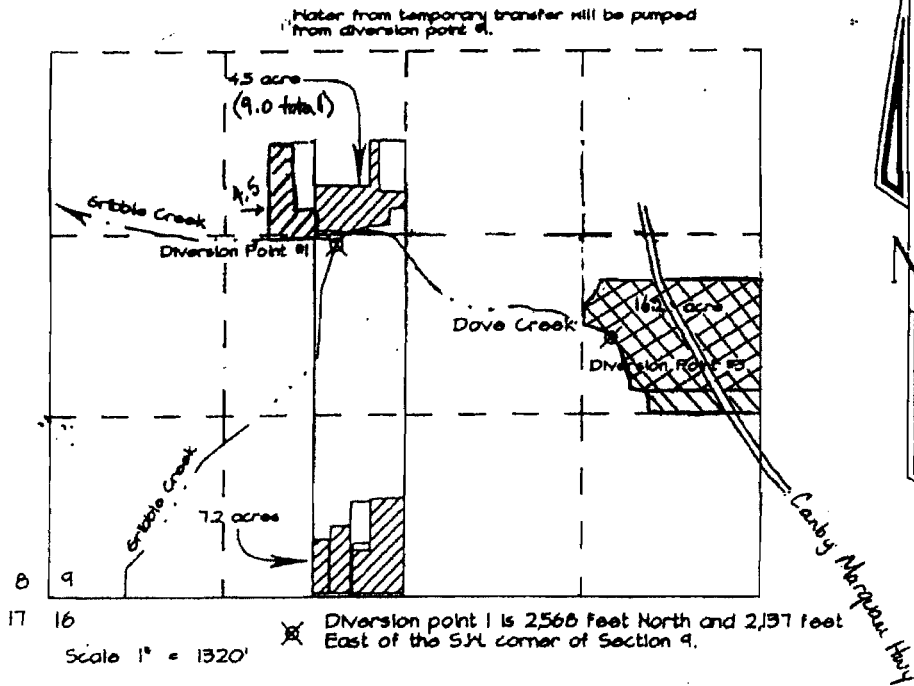 Water from temporary transfer will be pumped
from diversion point #1.
4.5 acre
(9.0 total)
4.5
Gribble Creek
Diversion Point #1
Dove Creek
16.2 acre
Diversion Point #3
Gribble Creek
7.2 acres
Canby Marquam Hwy
8 9
17 16
Diversion point 1 is 2,568 feet North and 2,137 feet
East of the S.W. corner of Section 9.
Scale 1" = 1320'
N